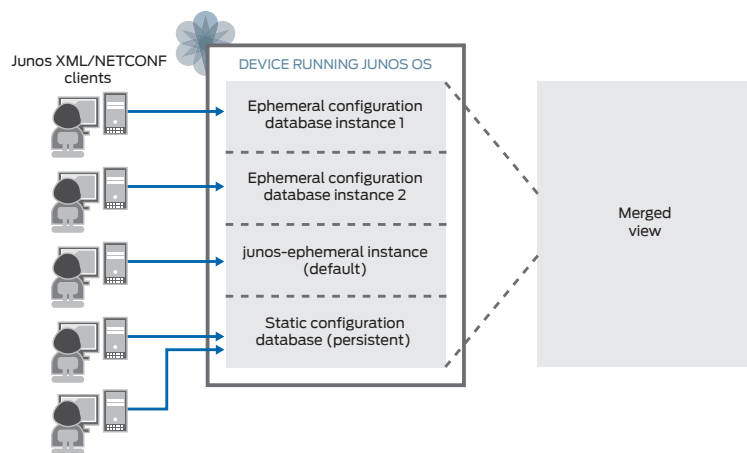 Junos XML/NETCONF
clients
DEVICE RUNNING JUNOS OS
Ephemeral configuration
database instance 1
Ephemeral configuration
database instance 2
junos-ephemeral instance
(default)
Static configuration
database (persistent)
Merged
view